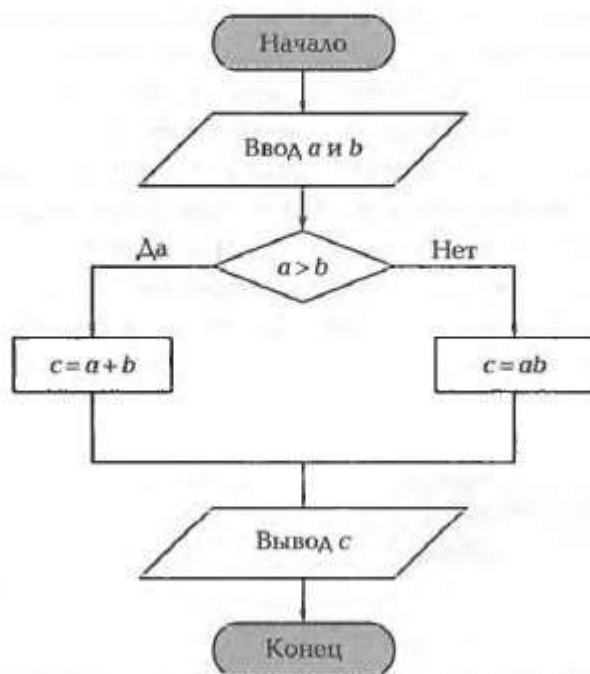 Начало
Ввод a и b
Да
a > b
Нет
c = a + b
c = ab
Вывод c
Конец